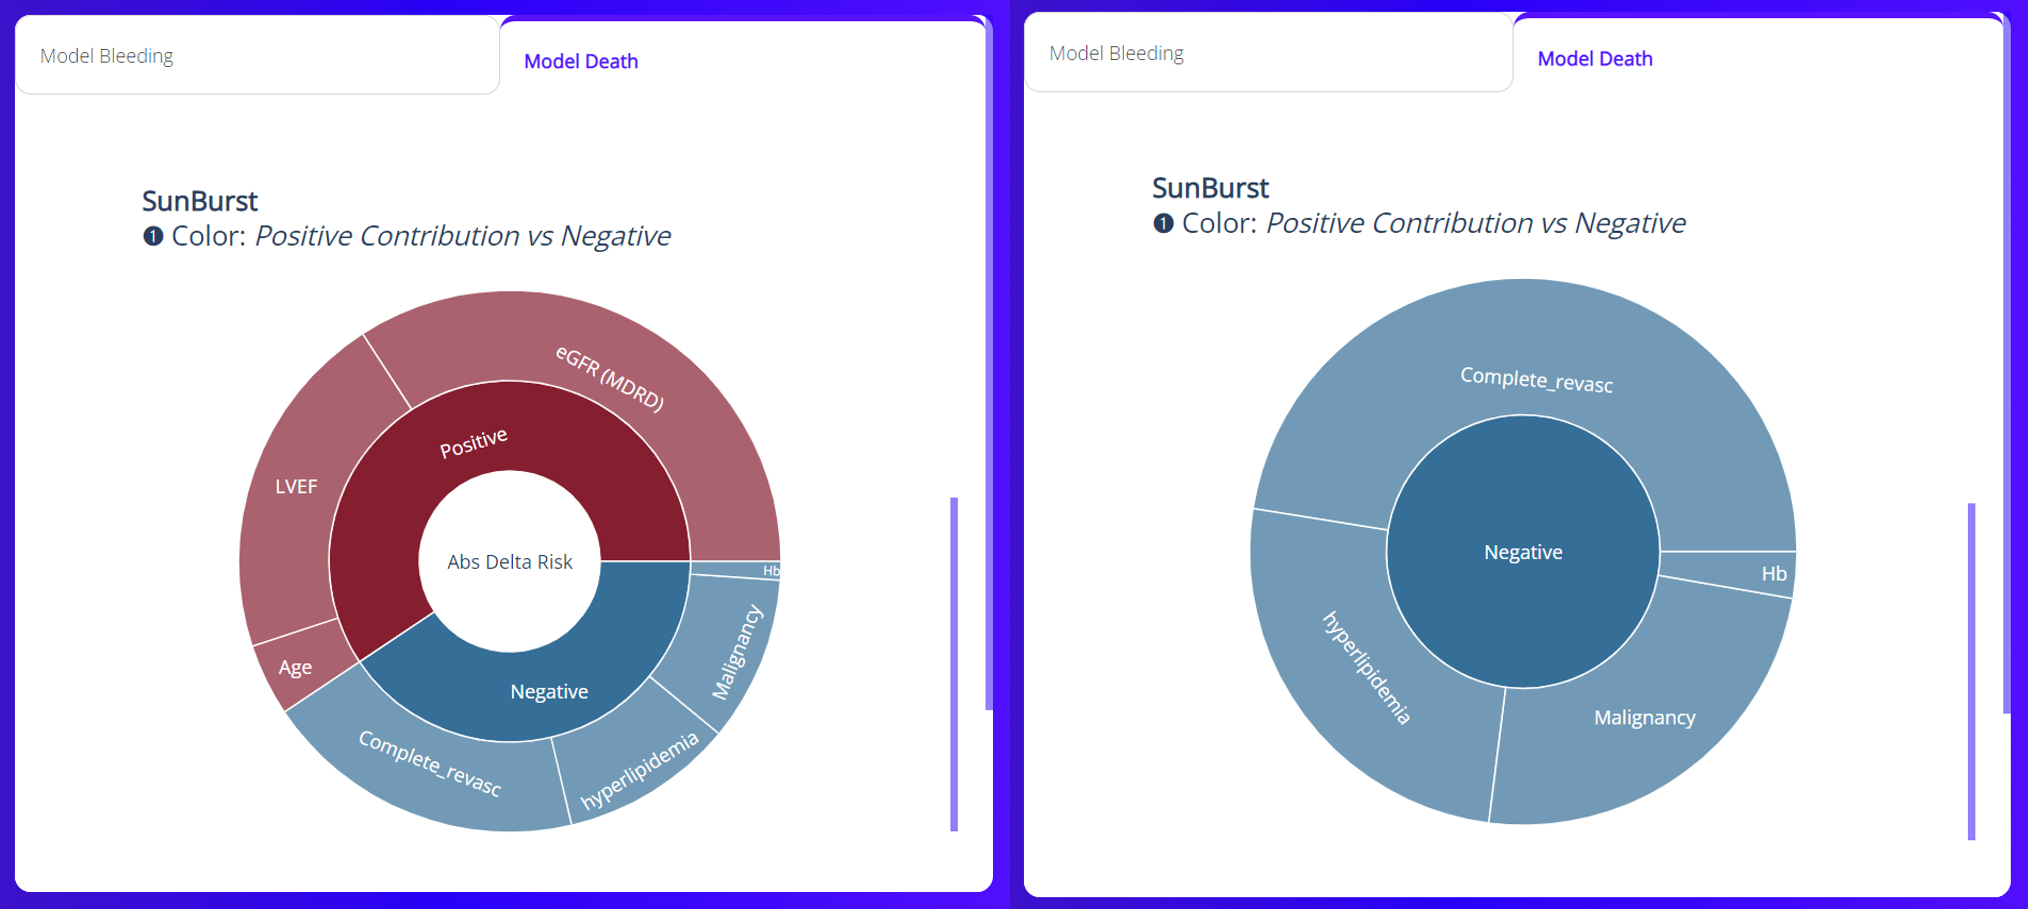 Model Bleeding
Model Death
SunBurst
❶ Color: Positive Contribution vs Negative
eGFR (MDRD)
Positive
LVEF
Abs Delta Risk
Hb
Malignancy
Age
Negative
Complete_revasc
hyperlipidemia
Model Bleeding
Model Death
SunBurst
❶ Color: Positive Contribution vs Negative
Complete_revasc
Negative
Hb
hyperlipidemia
Malignancy